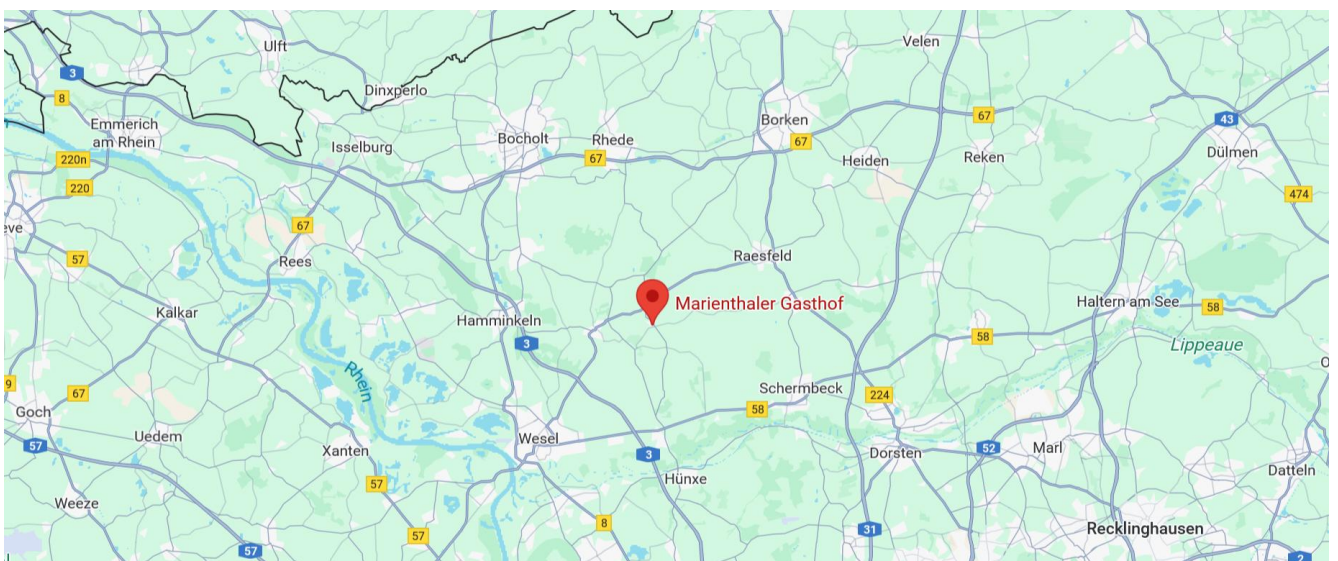 Ulft
Velen
3
Dinxperlo
8
Emmerich
am Rhein
Bocholt
Rhede
Borken
67
43
Isselburg
67
67
Heiden
Reken
Dülmen
220n
220
474
67
eve
57
Rees
Raesfeld
Kalkar
Marienthaler Gasthof
Haltern am See
58
Hamminkeln
3
58
Lippeaue
Rhein
9
67
Schermbeck
224
58
Goch
Uedem
Wesel
57
Xanten
3
52
Marl
Dorsten
Datteln
Hünxe
57
Weeze
8
57
31
Recklinghausen
57
2